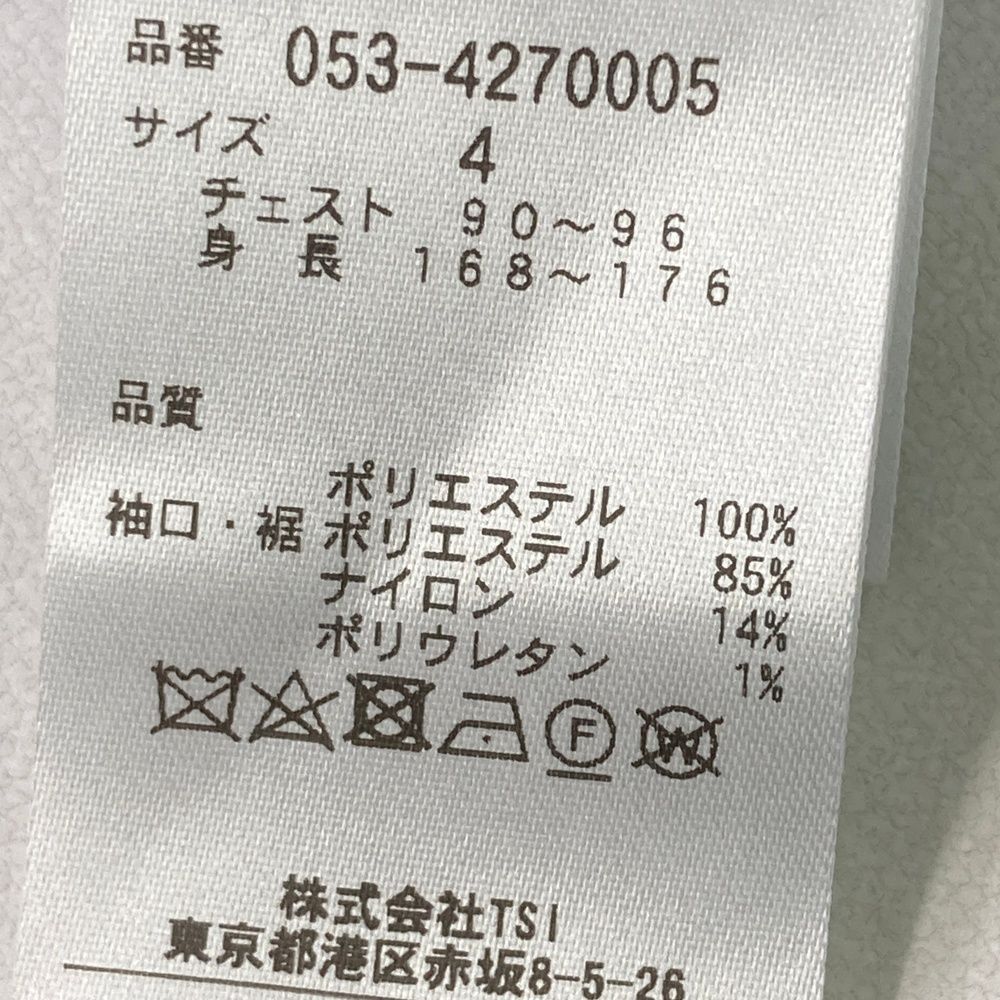 品番 053-4270005
サイズ 4
チェスト 90～96
身長 168～176
品質
ポリエステル 100%
袖口・裾 ポリエステル 85%
ナイロン 14%
ポリウレタン 1%
F W
株式会社TSI
東京都港区赤坂8-5-26